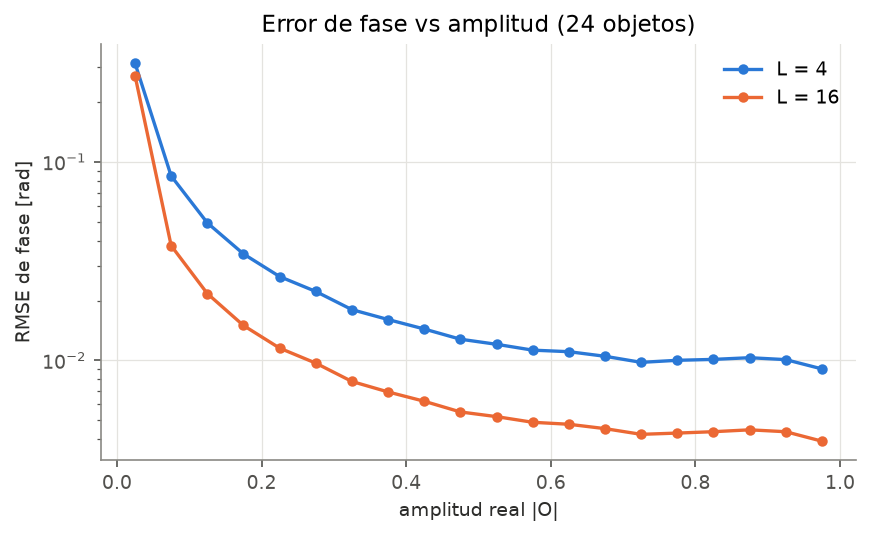 Error de fase vs amplitud (24 objetos)
L = 4
L = 16
RMSE de fase [rad]
10⁻¹
10⁻²
0.0 0.2 0.4 0.6 0.8 1.0
amplitud real |O|